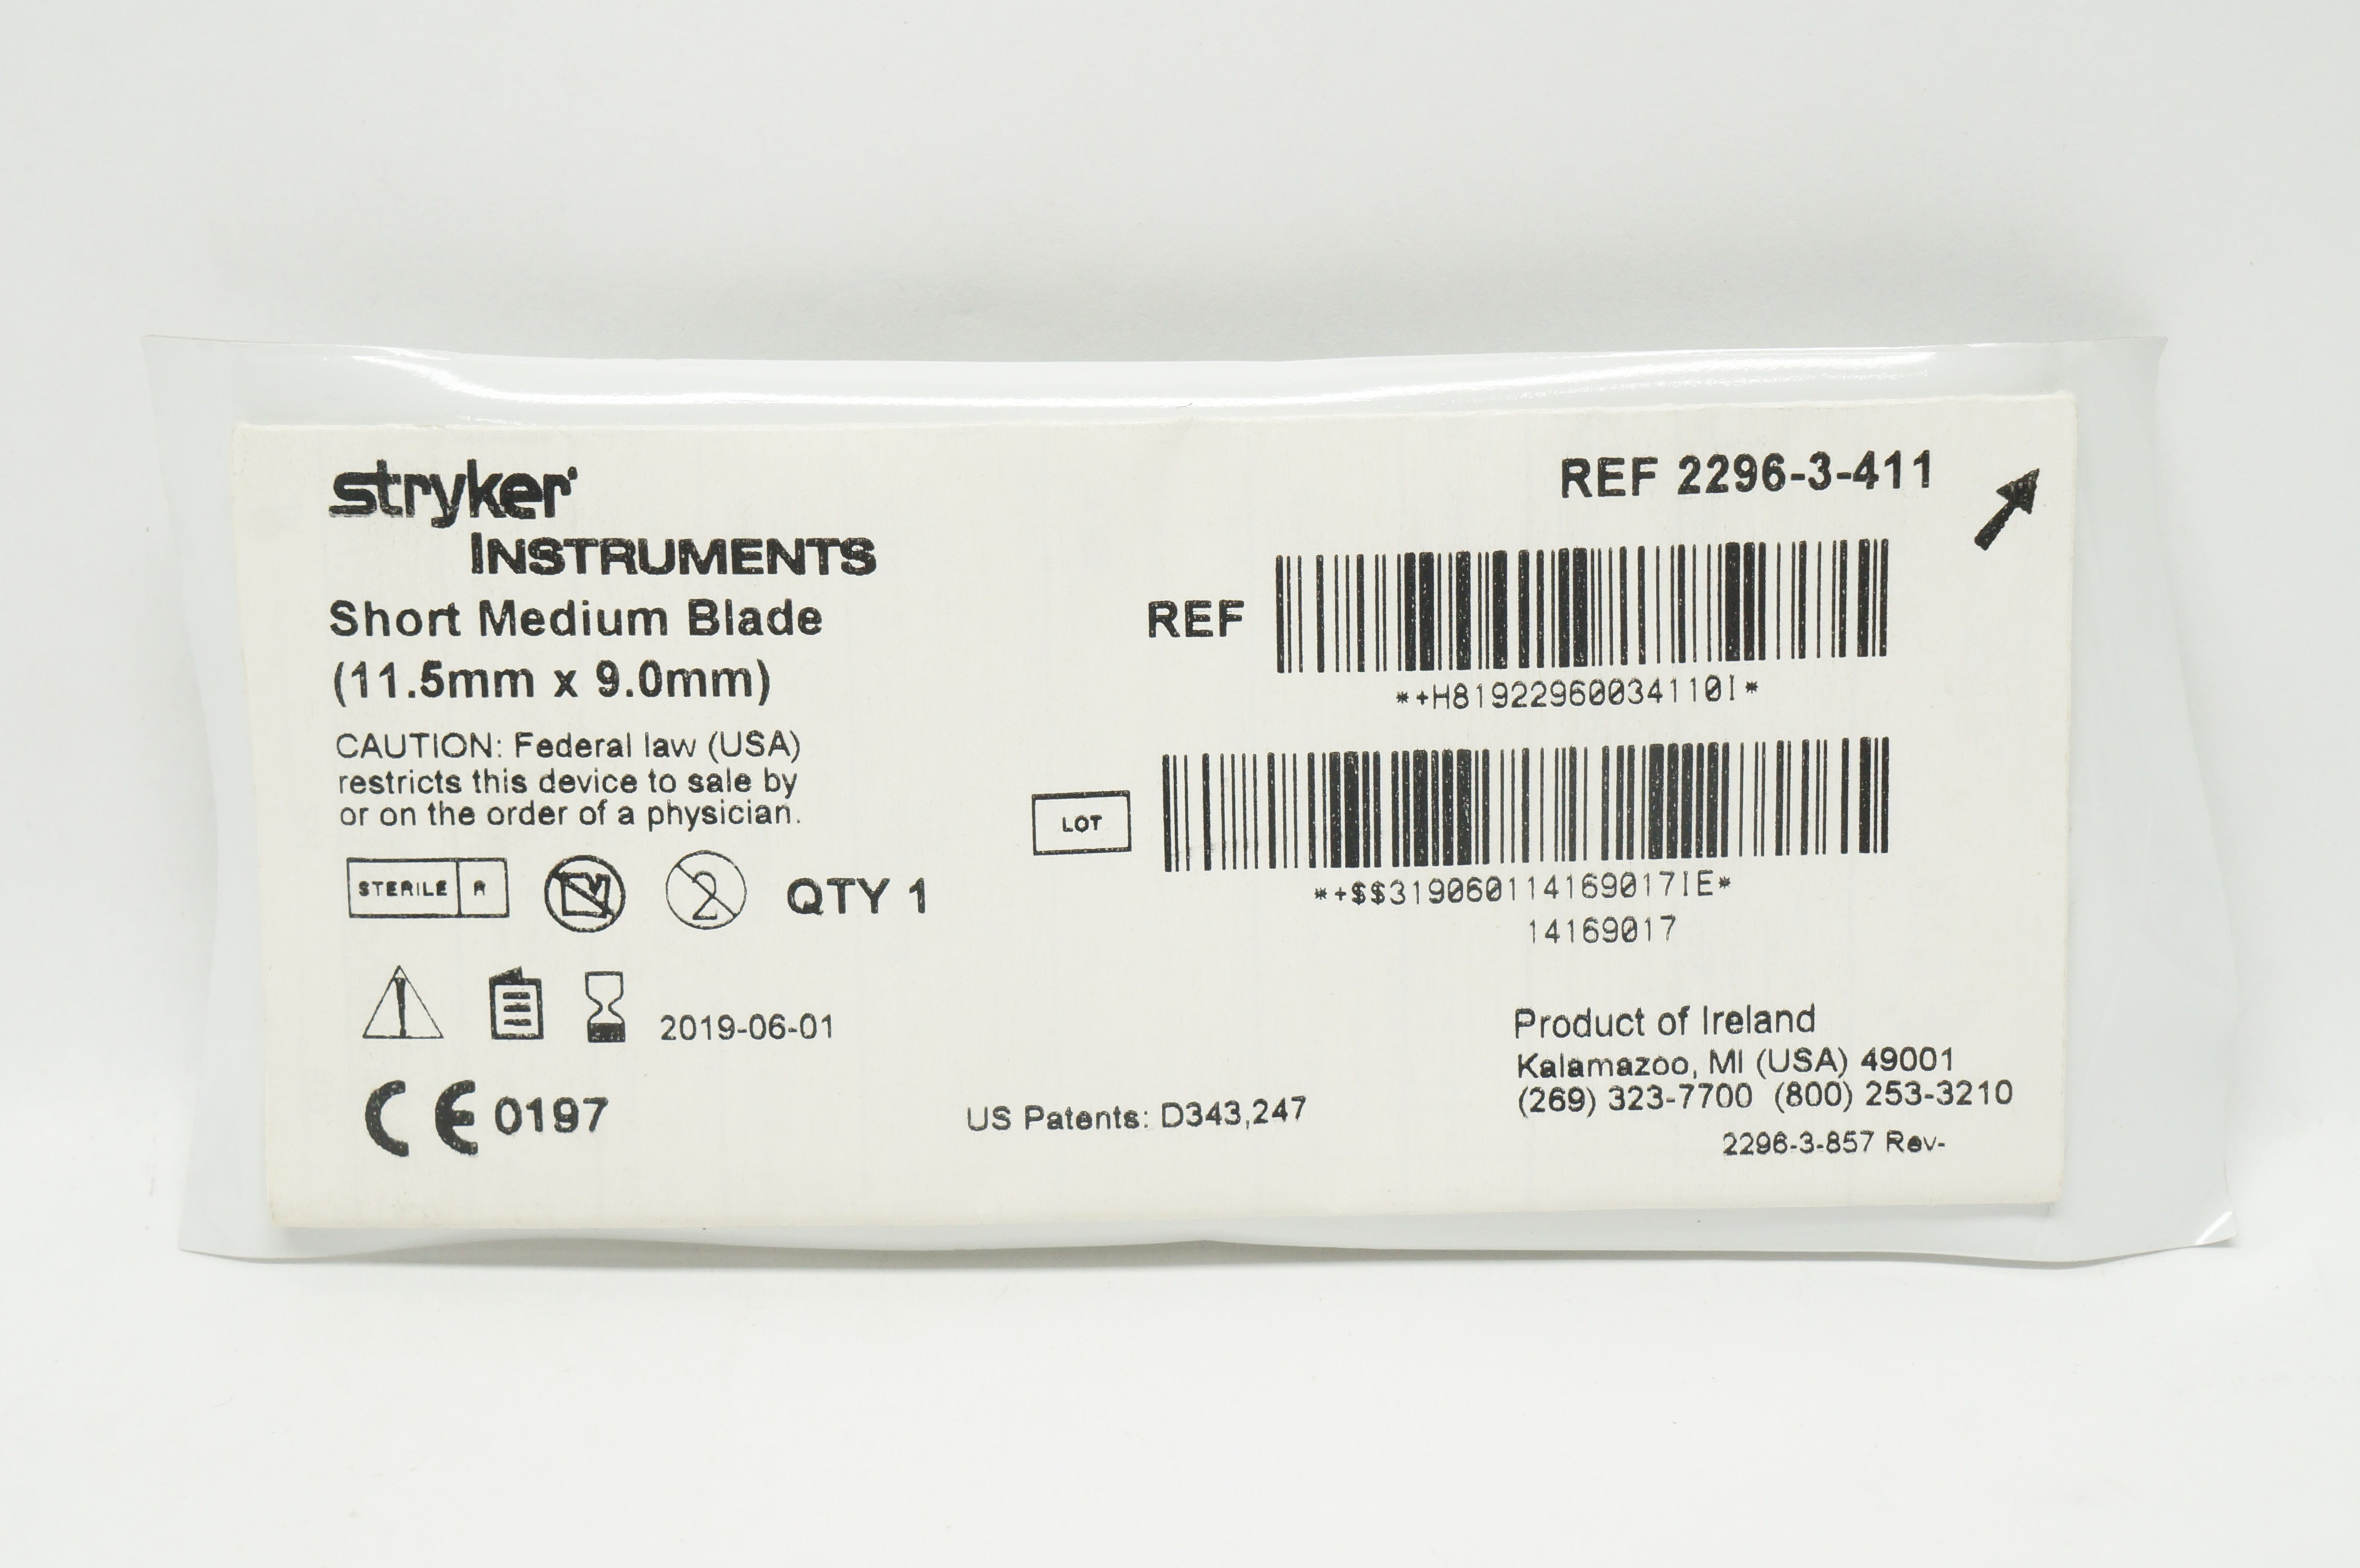 stryker
INSTRUMENTS
Short Medium Blade
(11.5mm x 9.0mm)
CAUTION: Federal law (USA)
restricts this device to sale by
or on the order of a physician.
STERILE R
2
QTY 1
2019-06-01
CE 0197
US Patents: D343,247
REF 2296-3-411
REF
*+H819229600341101*
LOT
*+$$3190601141690171E*
14169017
Product of Ireland
Kalamazoo, MI (USA) 49001
(269) 323-7700 (800) 253-3210
2296-3-857 Rev-